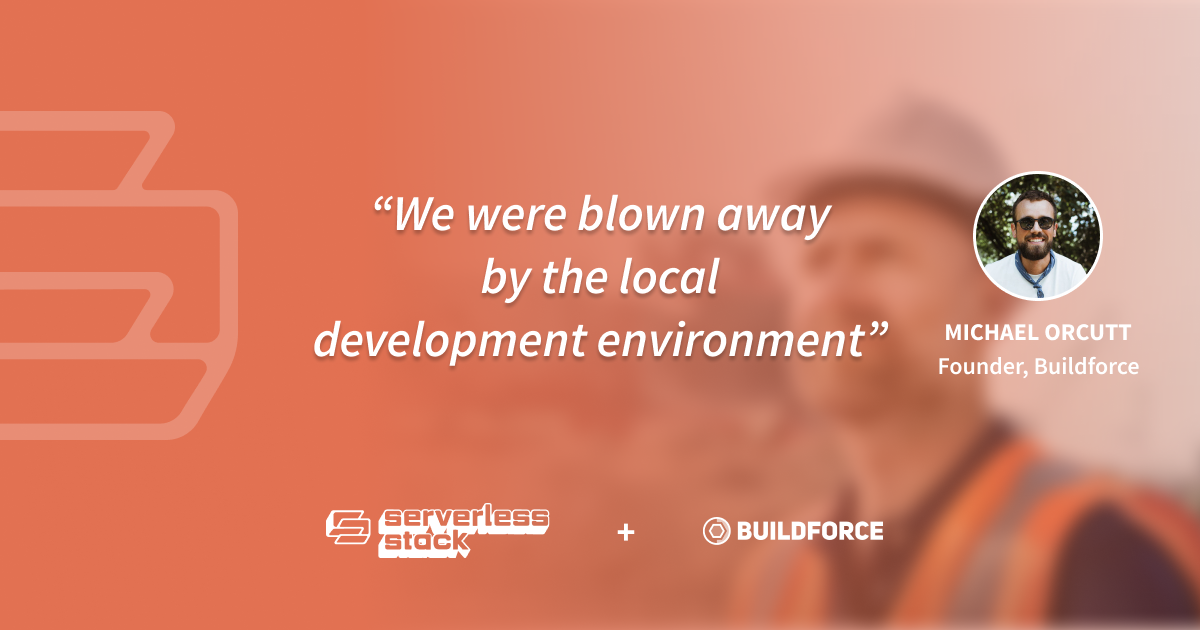 “We were blown away
by the local
development environment”
MICHAEL ORCUTT
Founder, Buildforce
serverless
stack
+
BUILDFORCE